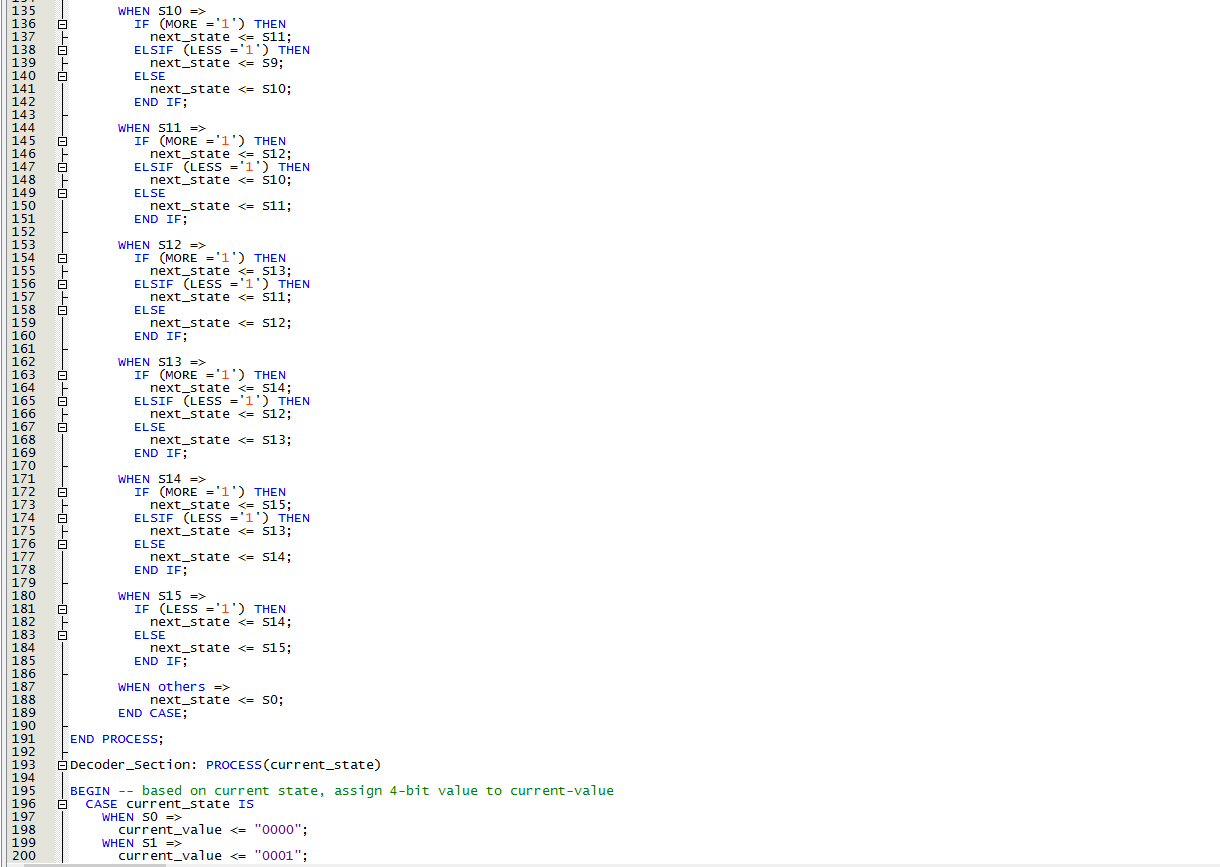 135 WHEN S10 =>
136 IF (MORE ='1') THEN
137 next_state <= S11;
138 ELSIF (LESS ='1') THEN
139 next_state <= S9;
140 ELSE
141 next_state <= S10;
142 END IF;
143
144 WHEN S11 =>
145 IF (MORE ='1') THEN
146 next_state <= S12;
147 ELSIF (LESS ='1') THEN
148 next_state <= S10;
149 ELSE
150 next_state <= S11;
151 END IF;
152
153 WHEN S12 =>
154 IF (MORE ='1') THEN
155 next_state <= S13;
156 ELSIF (LESS ='1') THEN
157 next_state <= S11;
158 ELSE
159 next_state <= S12;
160 END IF;
161
162 WHEN S13 =>
163 IF (MORE ='1') THEN
164 next_state <= S14;
165 ELSIF (LESS ='1') THEN
166 next_state <= S12;
167 ELSE
168 next_state <= S13;
169 END IF;
170
171 WHEN S14 =>
172 IF (MORE ='1') THEN
173 next_state <= S15;
174 ELSIF (LESS ='1') THEN
175 next_state <= S13;
176 ELSE
177 next_state <= S14;
178 END IF;
179
180 WHEN S15 =>
181 IF (LESS ='1') THEN
182 next_state <= S14;
183 ELSE
184 next_state <= S15;
185 END IF;
186
187 WHEN others =>
188 next_state <= S0;
189 END CASE;
190
191 END PROCESS;
192
193 Decoder_Section: PROCESS(current_state)
194
195 BEGIN -- based on current state, assign 4-bit value to current-value
196 CASE current_state IS
197 WHEN S0 =>
198 current_value <= "0000";
199 WHEN S1 =>
200 current_value <= "0001";